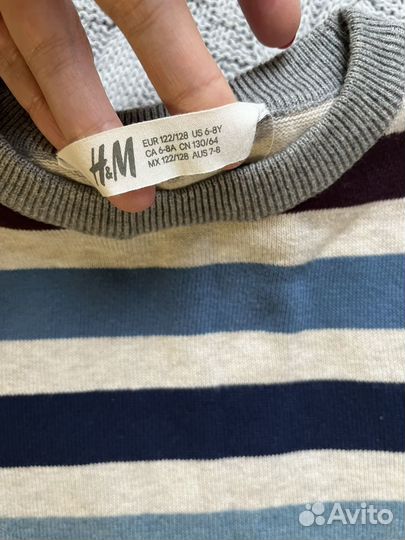 H&M
EUR 122/128 US 6-8Y
CA 6-8A CN 130/64
MX 122/128 AUS 7-8
Avito